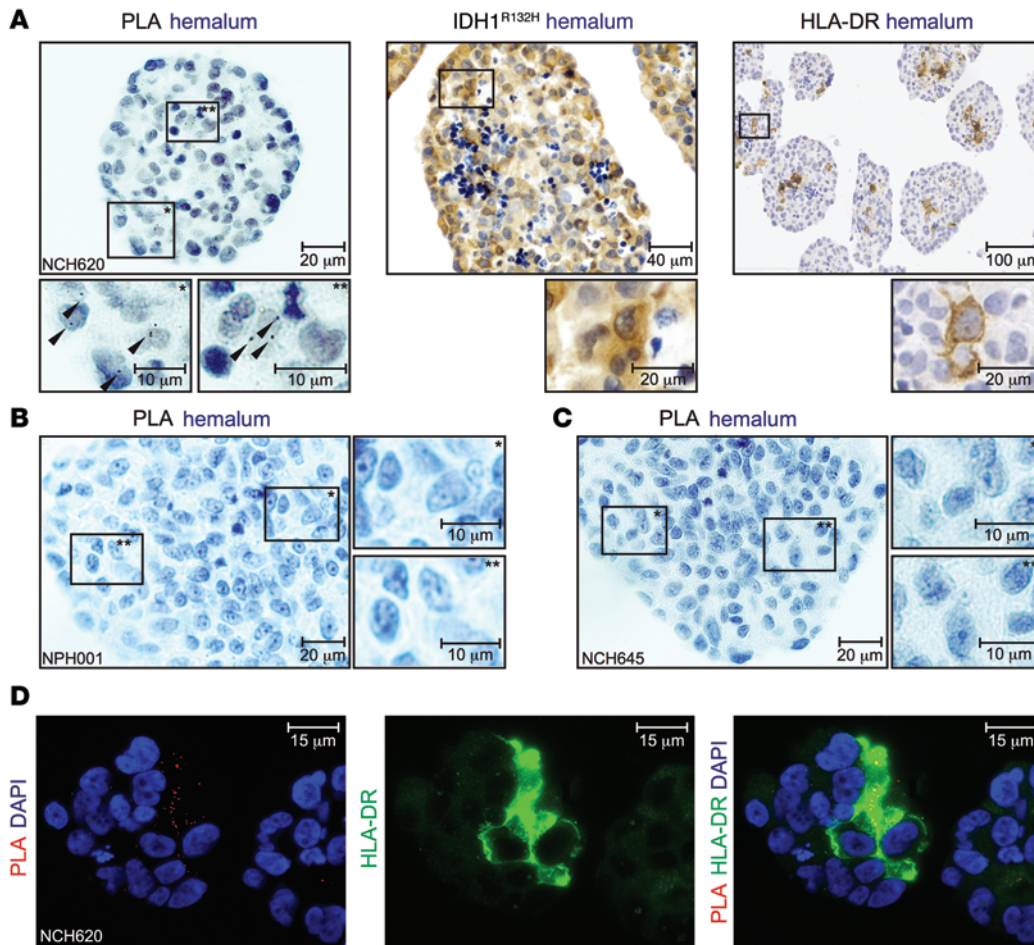 A
PLA hemalum
IDH1R132H hemalum
HLA-DR hemalum
**
*
NCH620
20 μm
40 μm
100 μm
*
10 μm
**
10 μm
20 μm
20 μm
B
PLA hemalum
C
PLA hemalum
*
**
NPH001
20 μm
*
10 μm
**
10 μm
*
**
NCH645
20 μm
*
10 μm
**
10 μm
D
PLA DAPI
15 μm
NCH620
HLA-DR
15 μm
PLA HLA-DR DAPI
15 μm